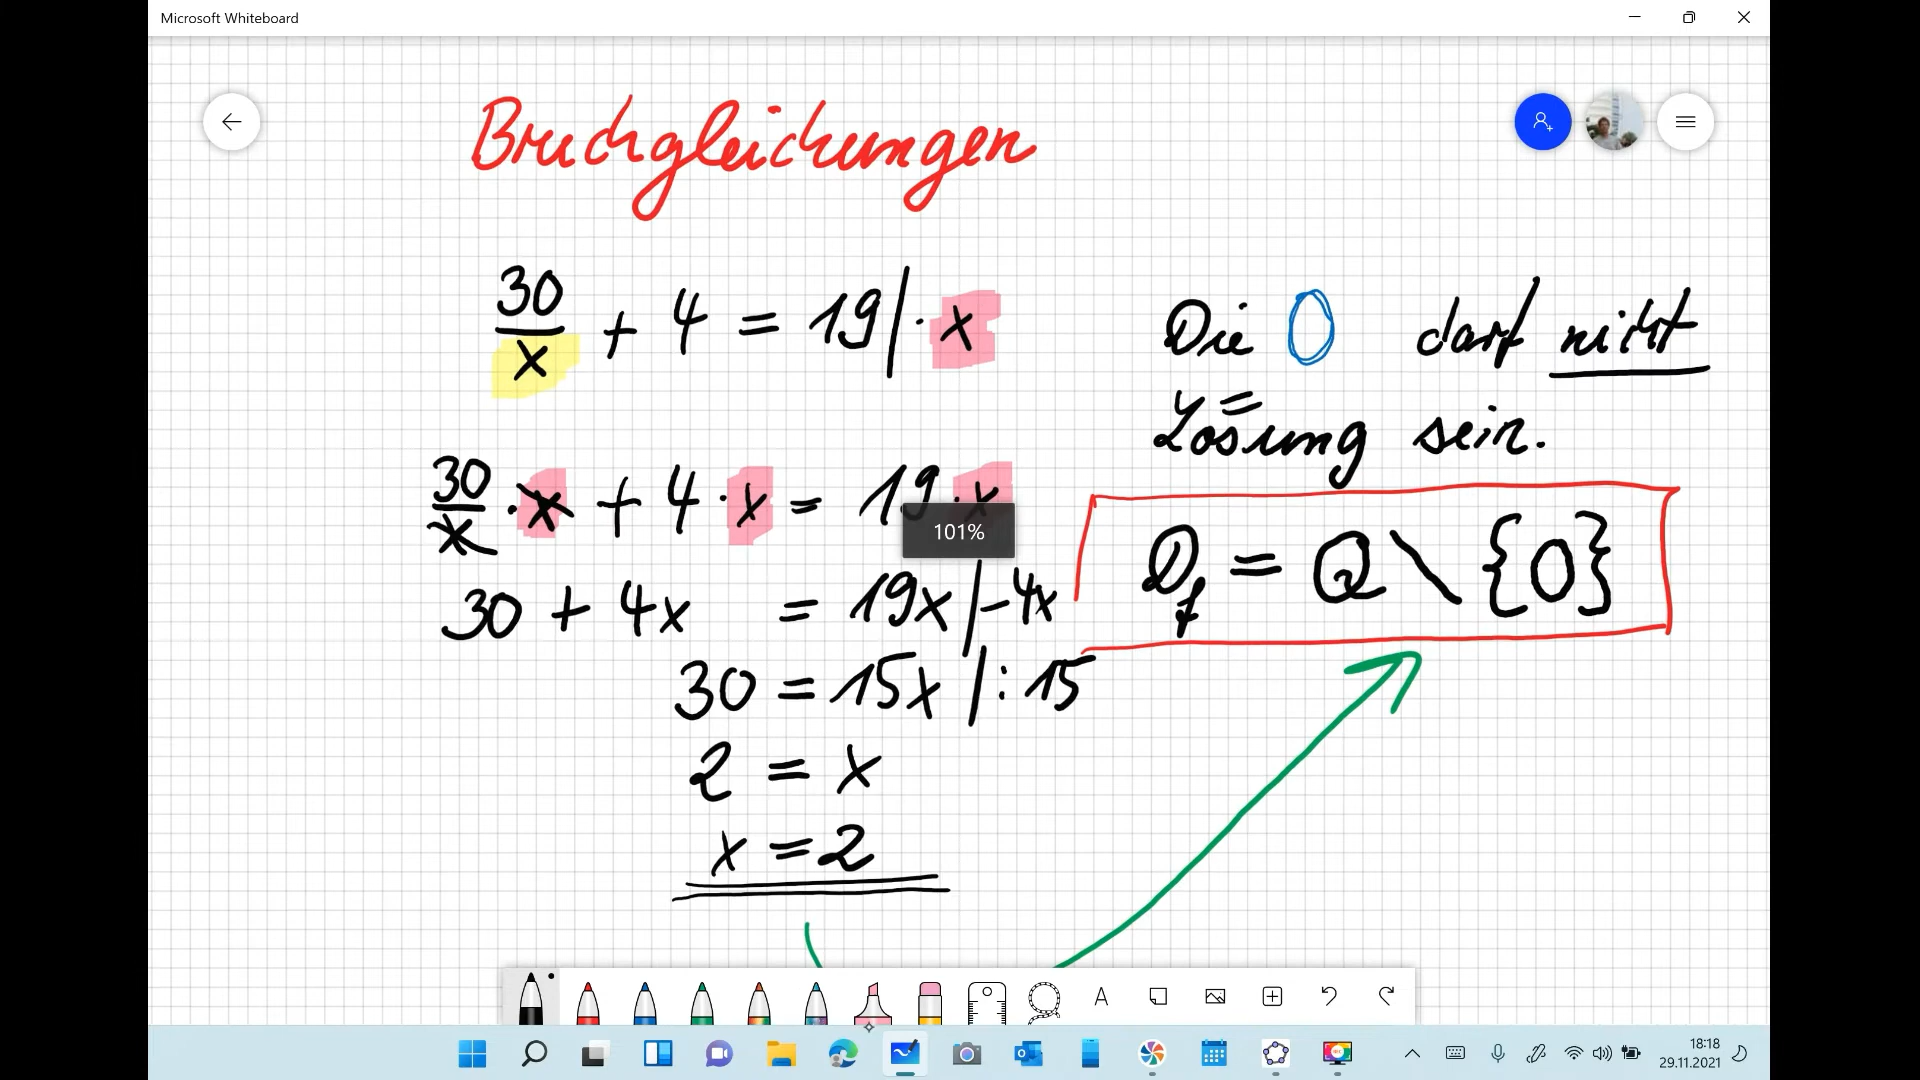 Microsoft Whiteboard
Bruchgleichungen
30/x + 4 = 19 | · x
30/x · x + 4 · x = 19 · x
101%
30 + 4x = 19x | − 4x
30 = 15x | : 15
2 = x
x = 2
Die 0 darf nicht
Lösung sein.
D_f = Q \ {0}
18:18
29.11.2021